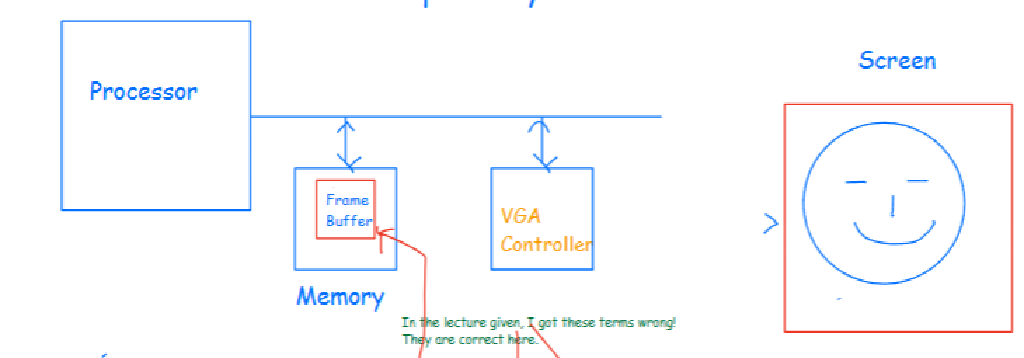 Screen
Processor
Frame
Buffer
VGA
Controller
Memory
In the lecture given, I got these terms wrong!
They are correct here.